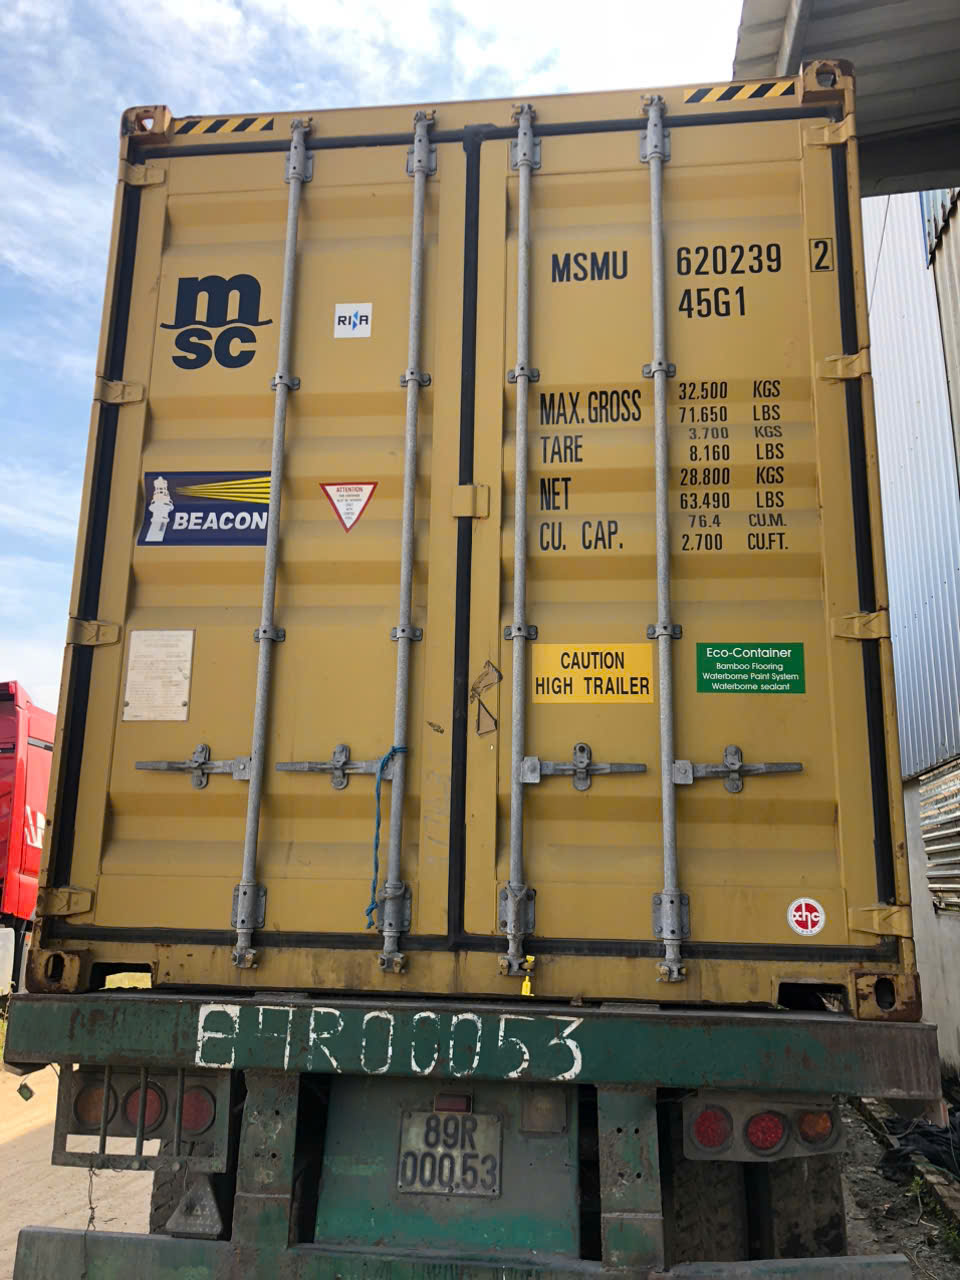 MSMU 620239 2
45G1
msc
RINA
MAX. GROSS 32.500 KGS
71.650 LBS
TARE 3.700 KGS
8.160 LBS
NET 28.800 KGS
63.490 LBS
CU. CAP. 76.4 CU.M.
2.700 CU.FT.
BEACON
ATTENTION
CAUTION
HIGH TRAILER
Eco-Container
Bamboo Flooring
Waterborne Paint System
Waterborne sealant
xhc
89R00053
89R
000.53